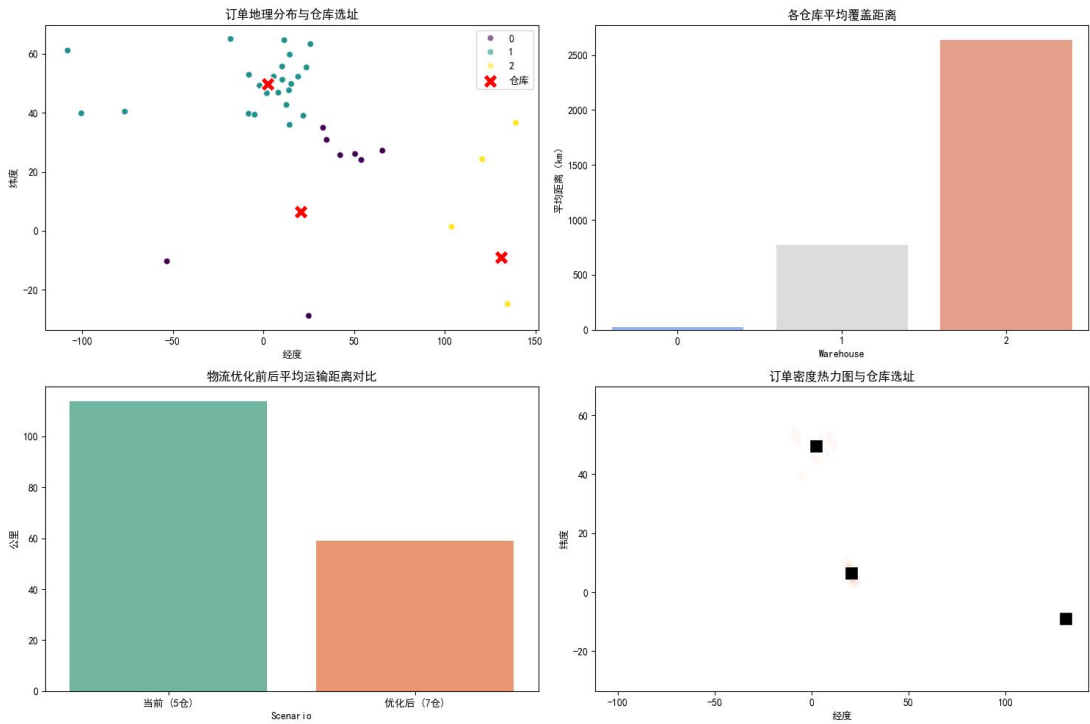 订单地理分布与仓库选址
纬度
60
40
20
0
−20
0
1
2
仓库
−100
−50
0
50
100
150
经度
各仓库平均覆盖距离
平均距离 (km)
2500
2000
1500
1000
500
0
0
1
2
Warehouse
物流优化前后平均运输距离对比
公里
100
80
60
40
20
0
当前 (5仓)
优化后 (7仓)
Scenario
订单密度热力图与仓库选址
纬度
60
40
20
0
−20
−100
−50
0
50
100
经度